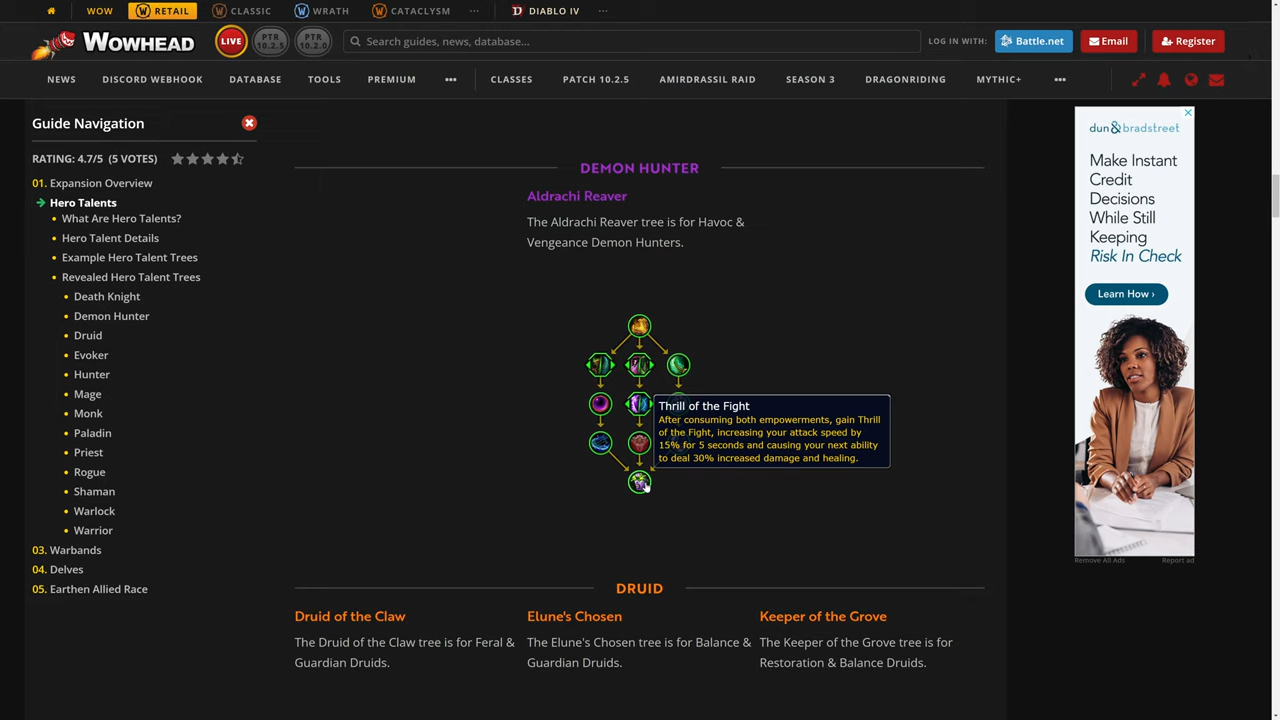 WOW
RETAIL
CLASSIC
WRATH
CATACLYSM
DIABLO IV
WOWHEAD
LIVE
PTR
10.2.5
PTR
10.2.0
Search guides, news, database...
LOG IN WITH:
Battle.net
Email
Register
NEWS
DISCORD WEBHOOK
DATABASE
TOOLS
PREMIUM
CLASSES
PATCH 10.2.5
AMIRDRASSIL RAID
SEASON 3
DRAGONRIDING
MYTHIC+
Guide Navigation
RATING: 4.7/5 (5 VOTES)
01. Expansion Overview
Hero Talents
What Are Hero Talents?
Hero Talent Details
Example Hero Talent Trees
Revealed Hero Talent Trees
Death Knight
Demon Hunter
Druid
Evoker
Hunter
Mage
Monk
Paladin
Priest
Rogue
Shaman
Warlock
Warrior
03. Warbands
04. Delves
05. Earthen Allied Race
DEMON HUNTER
Aldrachi Reaver
The Aldrachi Reaver tree is for Havoc &
Vengeance Demon Hunters.
Thrill of the Fight
After consuming both empowerments, gain Thrill
of the Fight, increasing your attack speed by
15% for 5 seconds and causing your next ability
to deal 30% increased damage and healing.
DRUID
Druid of the Claw
The Druid of the Claw tree is for Feral &
Guardian Druids.
Elune's Chosen
The Elune's Chosen tree is for Balance &
Guardian Druids.
Keeper of the Grove
The Keeper of the Grove tree is for
Restoration & Balance Druids.
dun & bradstreet
Make Instant
Credit
Decisions
While Still
Keeping
Risk In Check
Learn How ›
Remove All Ads
Report ad